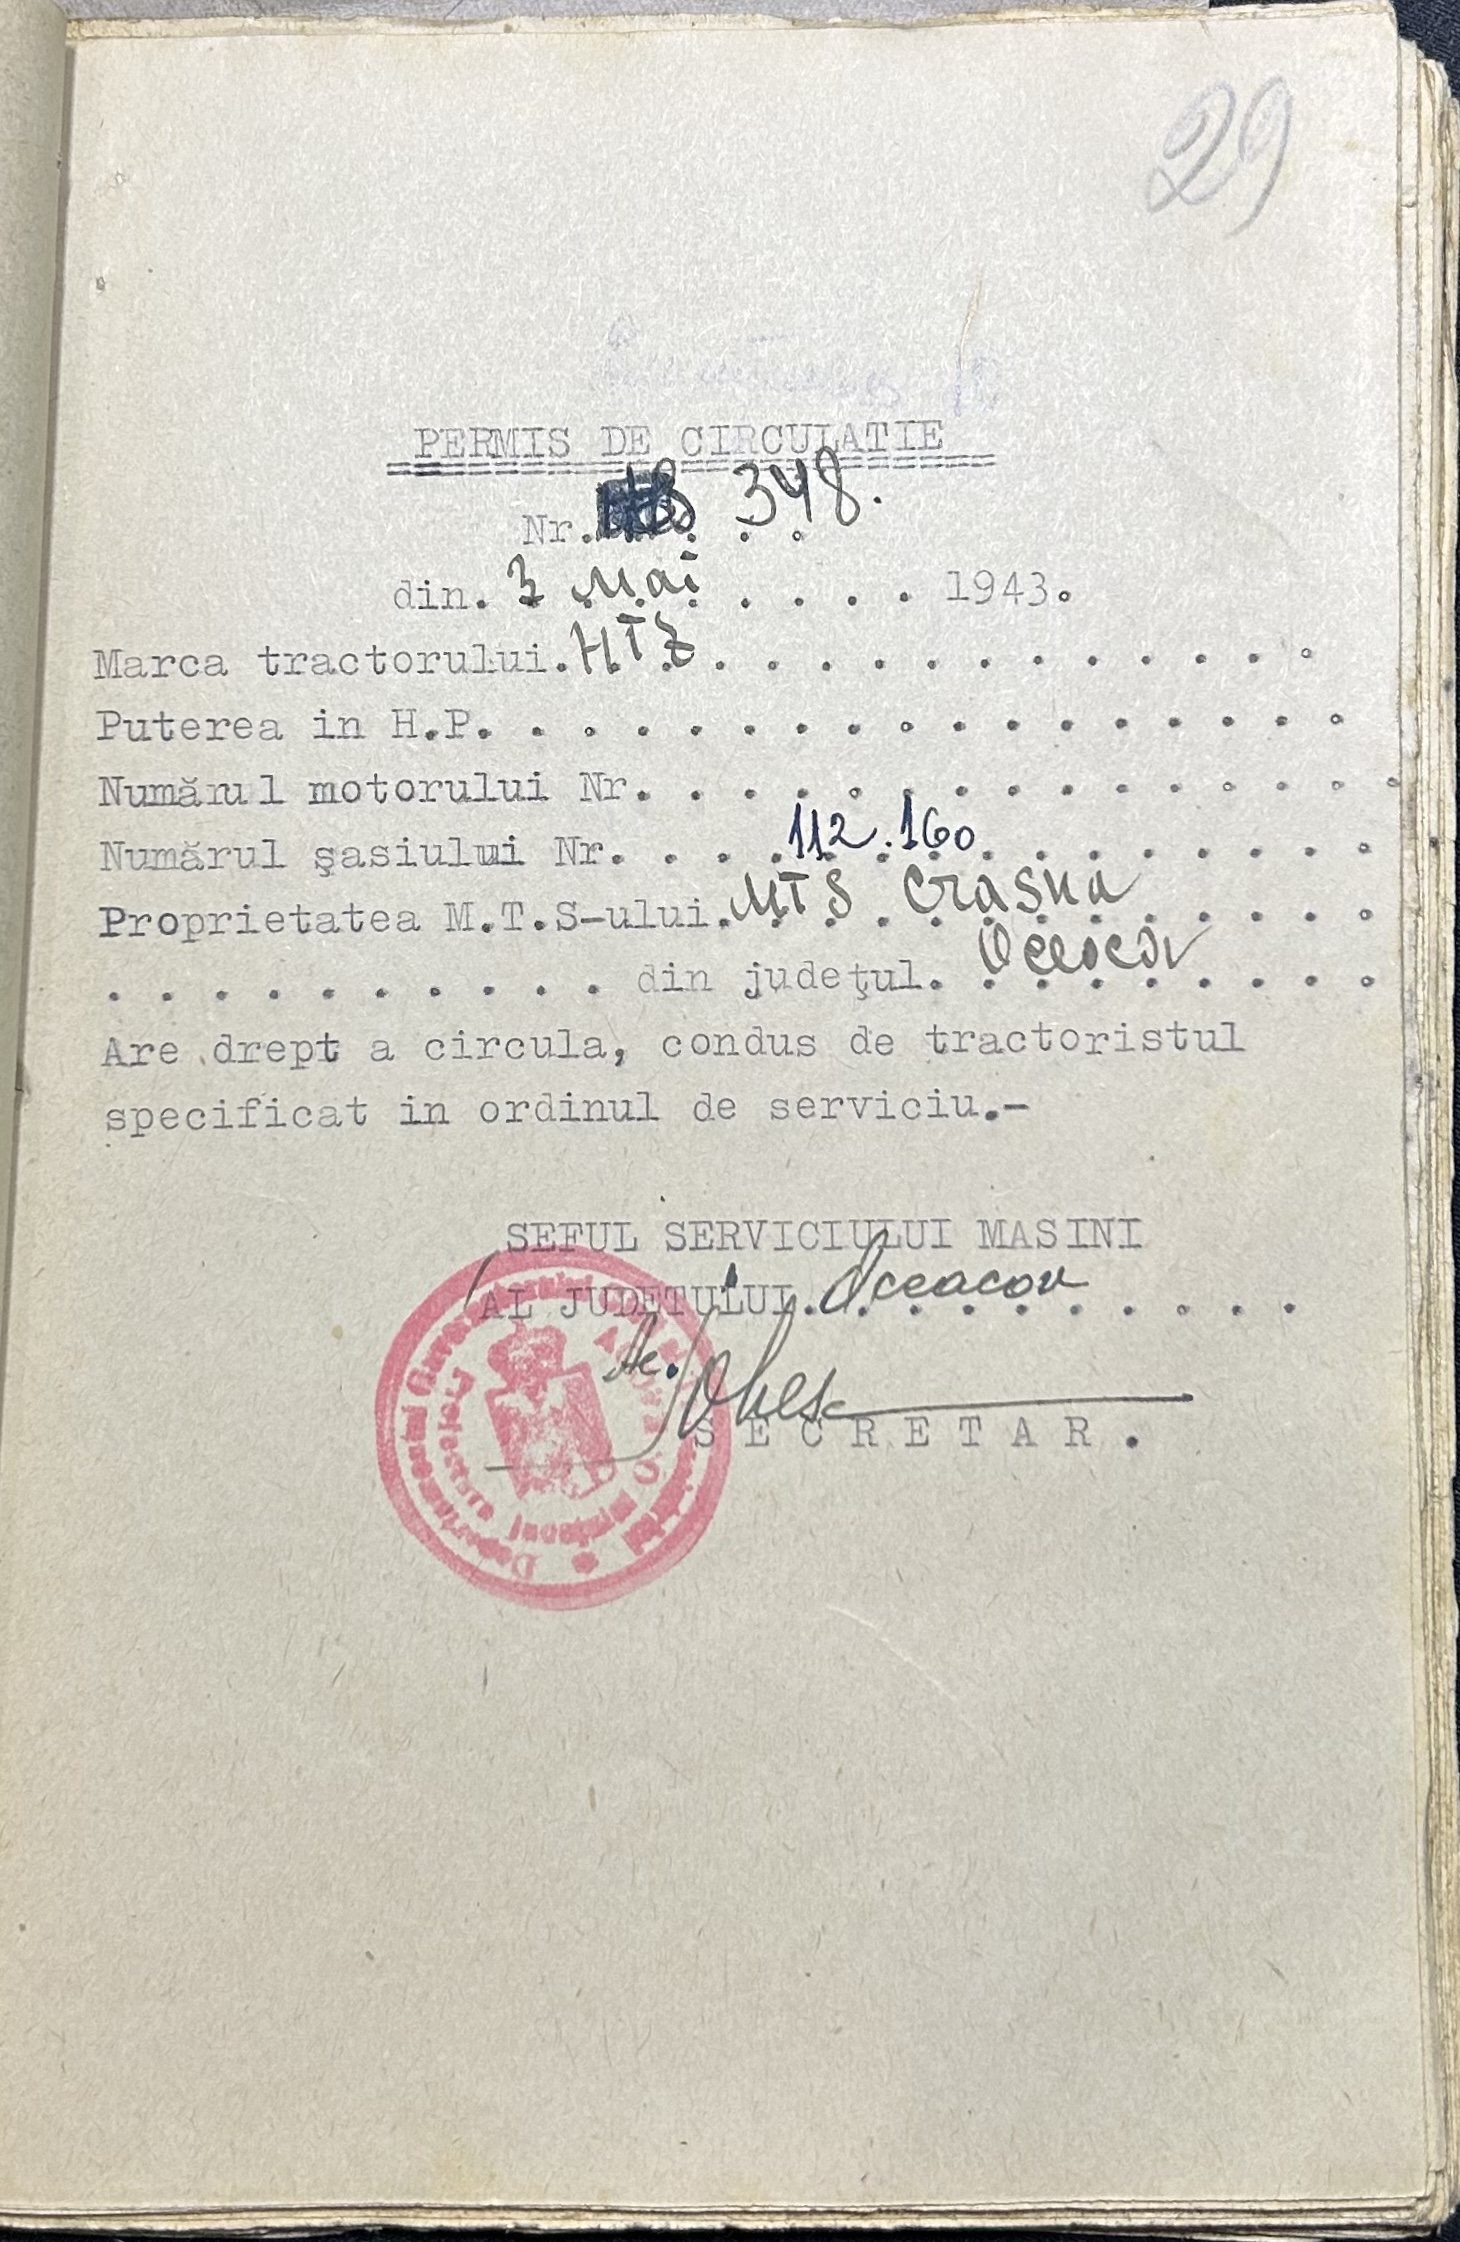 29
PERMIS DE CIRCULATIE
Nr. 348.
din. 3 Mai . . . . 1943.
Marca tractorului. HTZ . . . . . . . . . . . .
Puterea in H.P. . . . . . . . . . . . . . . . .
Numărul motorului Nr. . . . . . . . . . . . . . .
Numărul şasiului Nr. . . . 112.160 . . . . . . . .
Proprietatea M.T.S-ului. MTS Crasna . . . . .
. . . . . . . . . . din judeţul. Oceacov . . . .
Are drept a circula, condus de tractoristul
specificat in ordinul de serviciu.-
SEFUL SERVICIULUI MASINI
AL JUDETULUI. Oceacov . . . .
SECRETAR.